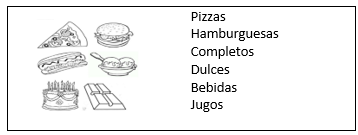 Pizzas
Hamburguesas
Completos
Dulces
Bebidas
Jugos